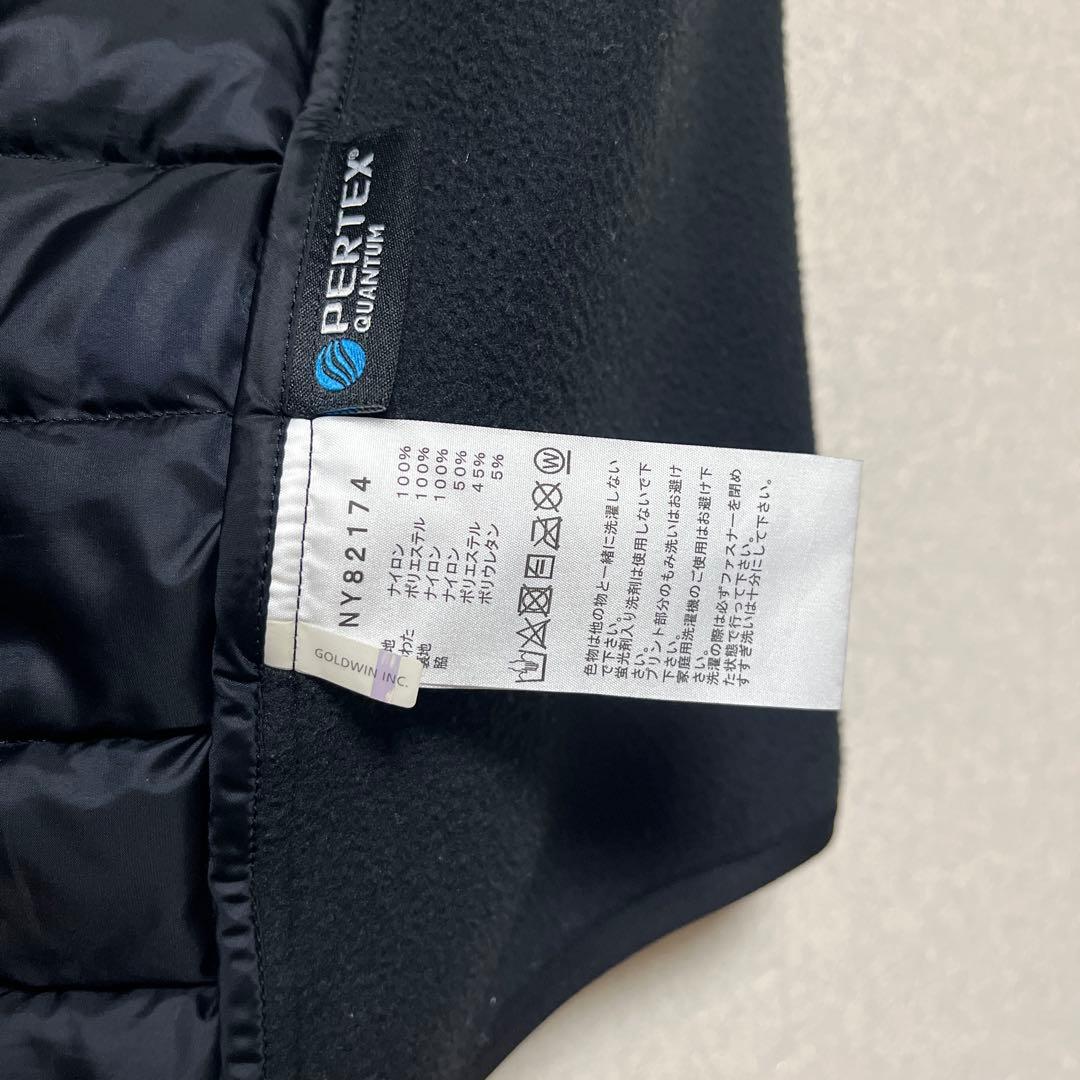 PERTEX®
QUANTUM
NY82174
地 ナイロン 100%
わた ポリエステル 100%
裏地 ナイロン 100%
脇 ナイロン 50%
ポリエステル 45%
ポリウレタン 5%
W
色物は他の物と一緒に洗濯しない
で下さい。
蛍光剤入り洗剤は使用しないで下
さい。
プリント部分のもみ洗いはお避け
下さい。
家庭用洗濯機のご使用はお避け下
さい。
洗濯の際は必ずファスナーを閉め
た状態で行って下さい。
すすぎ洗いは十分にして下さい。
GOLDWIN INC.